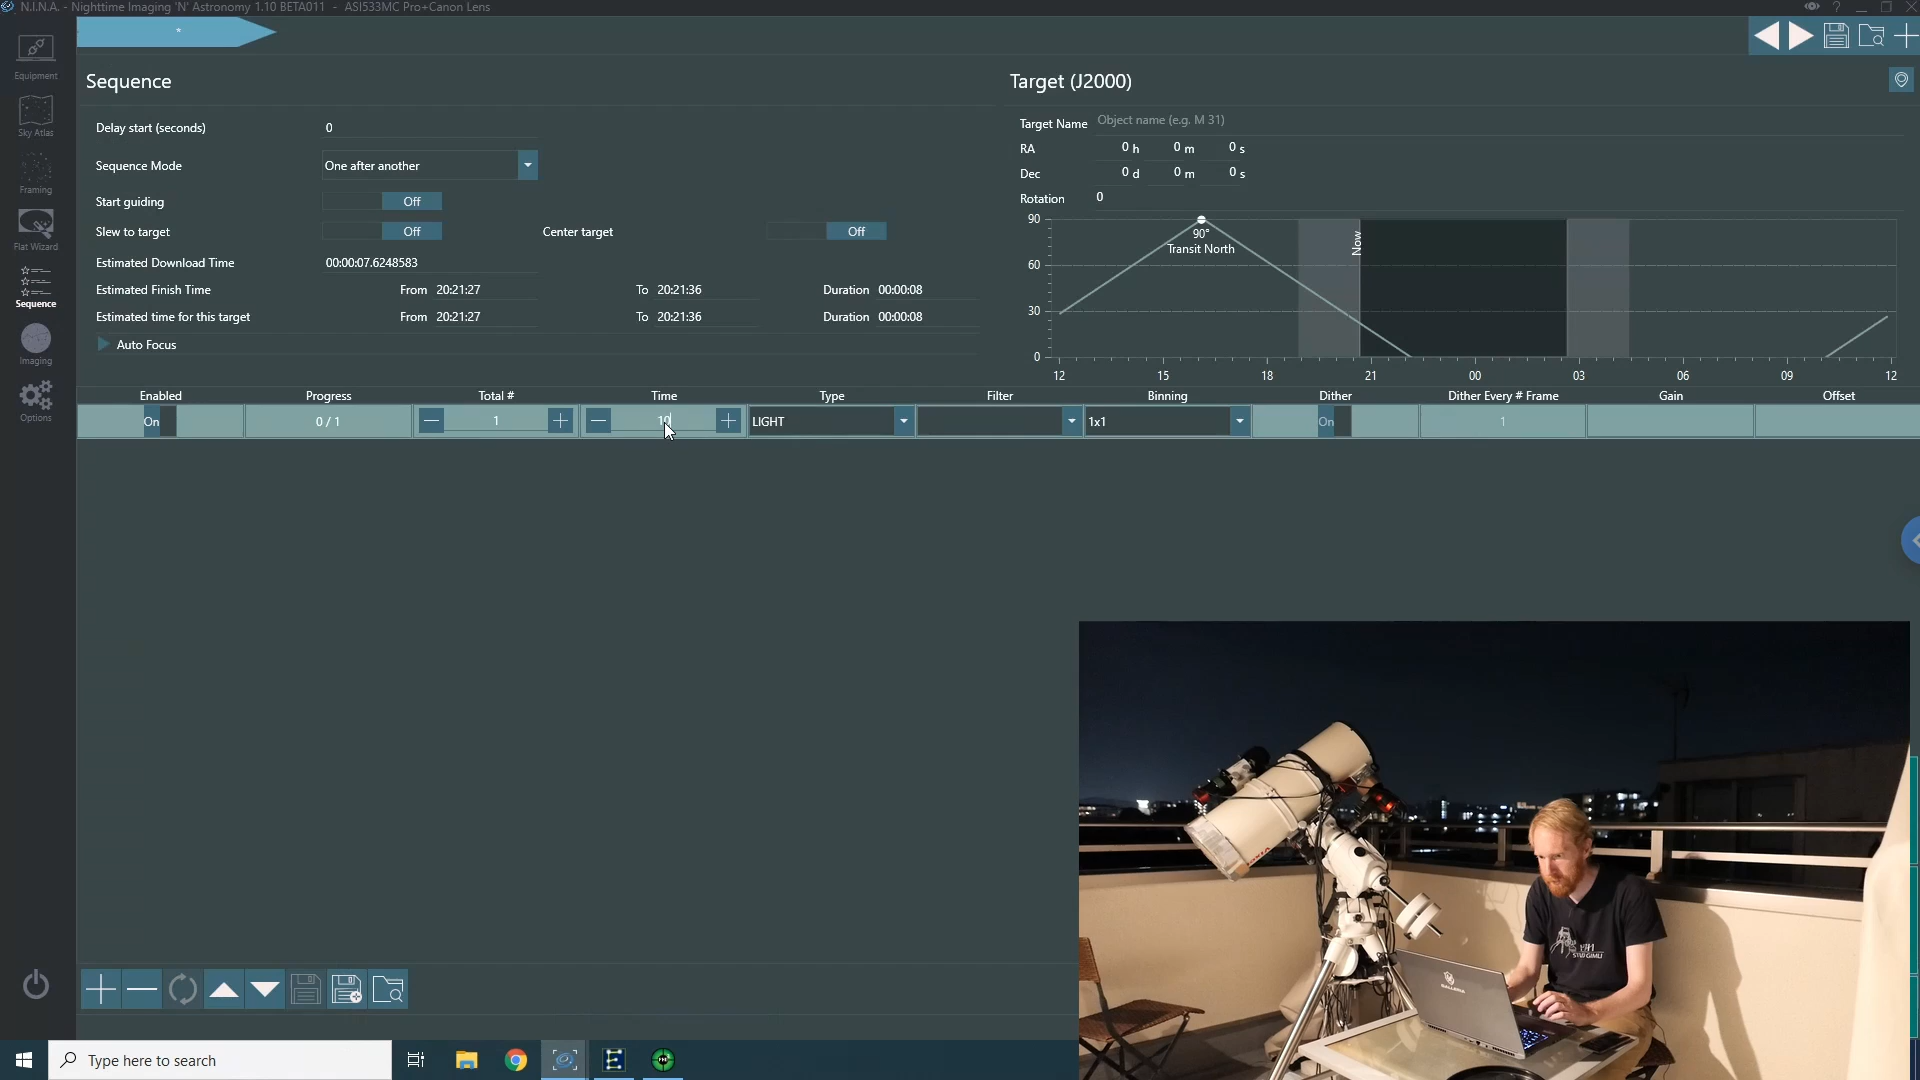 N.I.N.A. - Nighttime Imaging 'N' Astronomy 1.10 BETA011 - ASI533MC Pro+Canon Lens
*
Equipment
Sky Atlas
Framing
Flat Wizard
Sequence
Imaging
Options
Sequence
Delay start (seconds) 0
Sequence Mode One after another
Start guiding Off
Slew to target Off Center target Off
Estimated Download Time 00:00:07.6248583
Estimated Finish Time From 20:21:27 To 20:21:36 Duration 00:00:08
Estimated time for this target From 20:21:27 To 20:21:36 Duration 00:00:08
Auto Focus
Target (J2000)
Target Name Object name (e.g. M 31)
RA 0 h 0 m 0 s
Dec 0 d 0 m 0 s
Rotation 0
90
60
30
0
90°
Transit North
Now
12 15 18 21 00 03 06 09 12
Enabled Progress Total # Time Type Filter Binning Dither Dither Every # Frame Gain Offset
On 0 / 1 1 10 LIGHT 1x1 On 1
GALLERIA
Type here to search